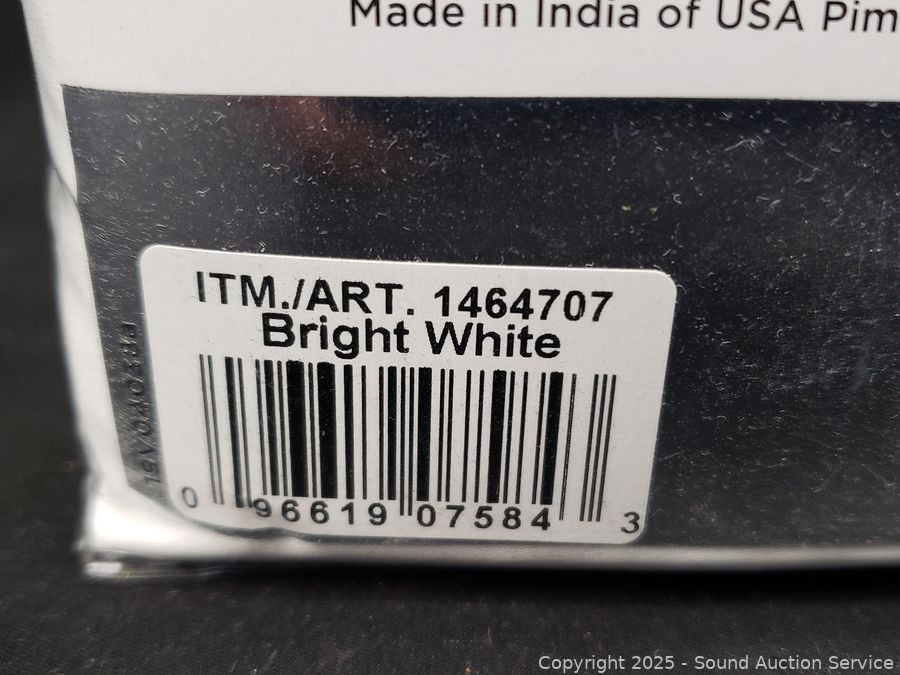 Made in India of USA Pim
ITM./ART. 1464707
Bright White
0 96619 07584 3
Copyright © 2025 - Sound Auction Service